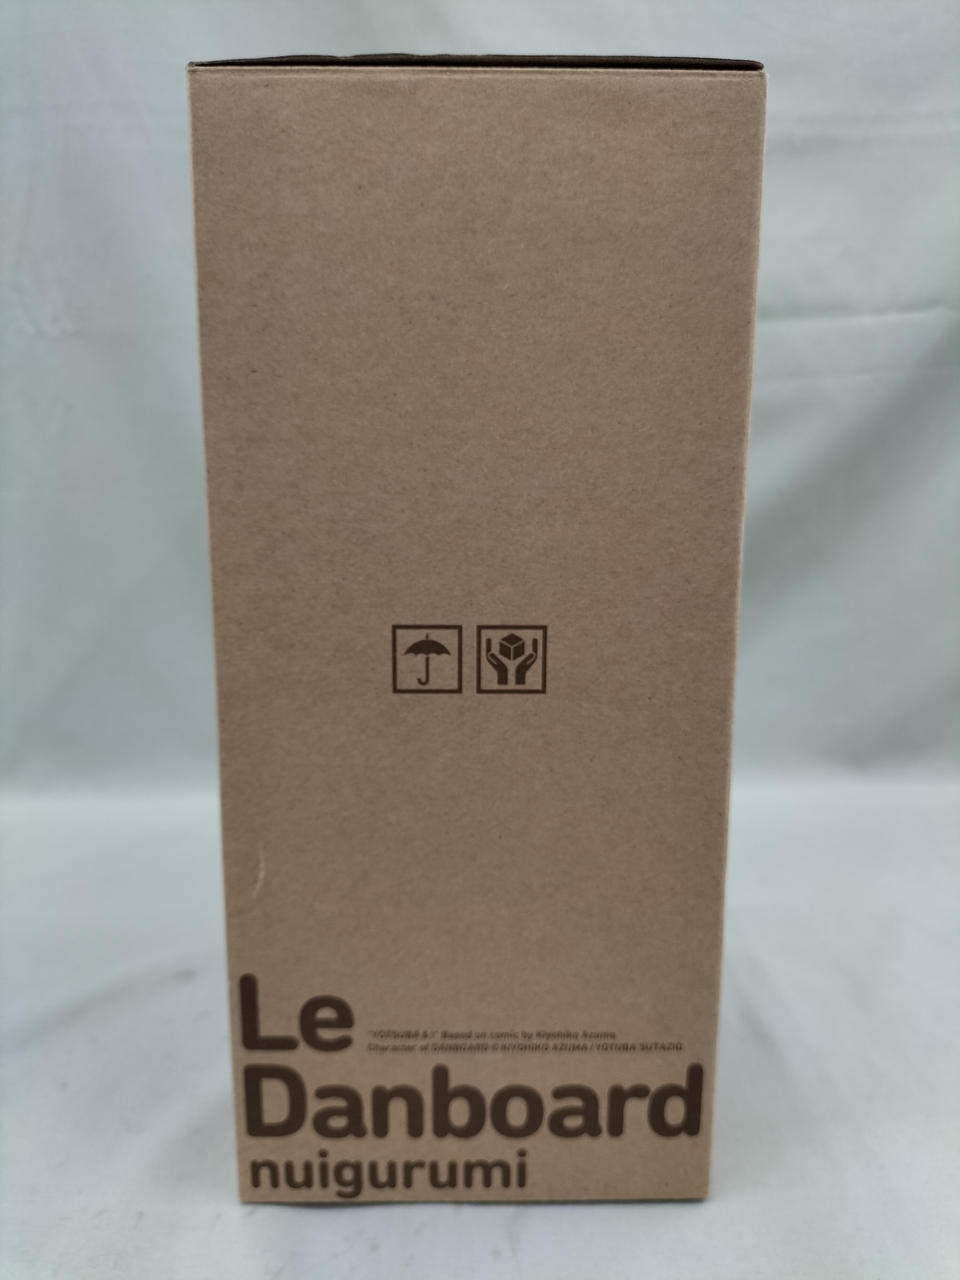 Le
"YOTSUBA &!" Based on comic by Kiyohiko Azuma
Character of DANBOARD © KIYOHIKO AZUMA / YOTUBA SUTAZIO
Danboard
nuigurumi